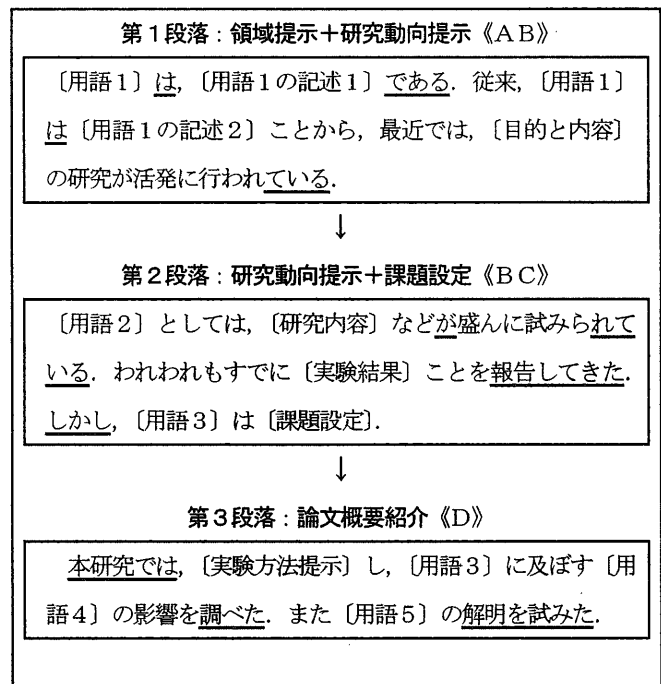 第1段落：領域提示＋研究動向提示《AB》
〔用語1〕は，〔用語1の記述1〕である．従来，〔用語1〕
は〔用語1の記述2〕ことから，最近では，〔目的と内容〕
の研究が活発に行われている．
↓
第2段落：研究動向提示＋課題設定《BC》
〔用語2〕としては，〔研究内容〕などが盛んに試みられて
いる．われわれもすでに〔実験結果〕ことを報告してきた．
しかし，〔用語3〕は〔課題設定〕．
↓
第3段落：論文概要紹介《D》
本研究では，〔実験方法提示〕し，〔用語3〕に及ぼす〔用
語4〕の影響を調べた．また〔用語5〕の解明を試みた．